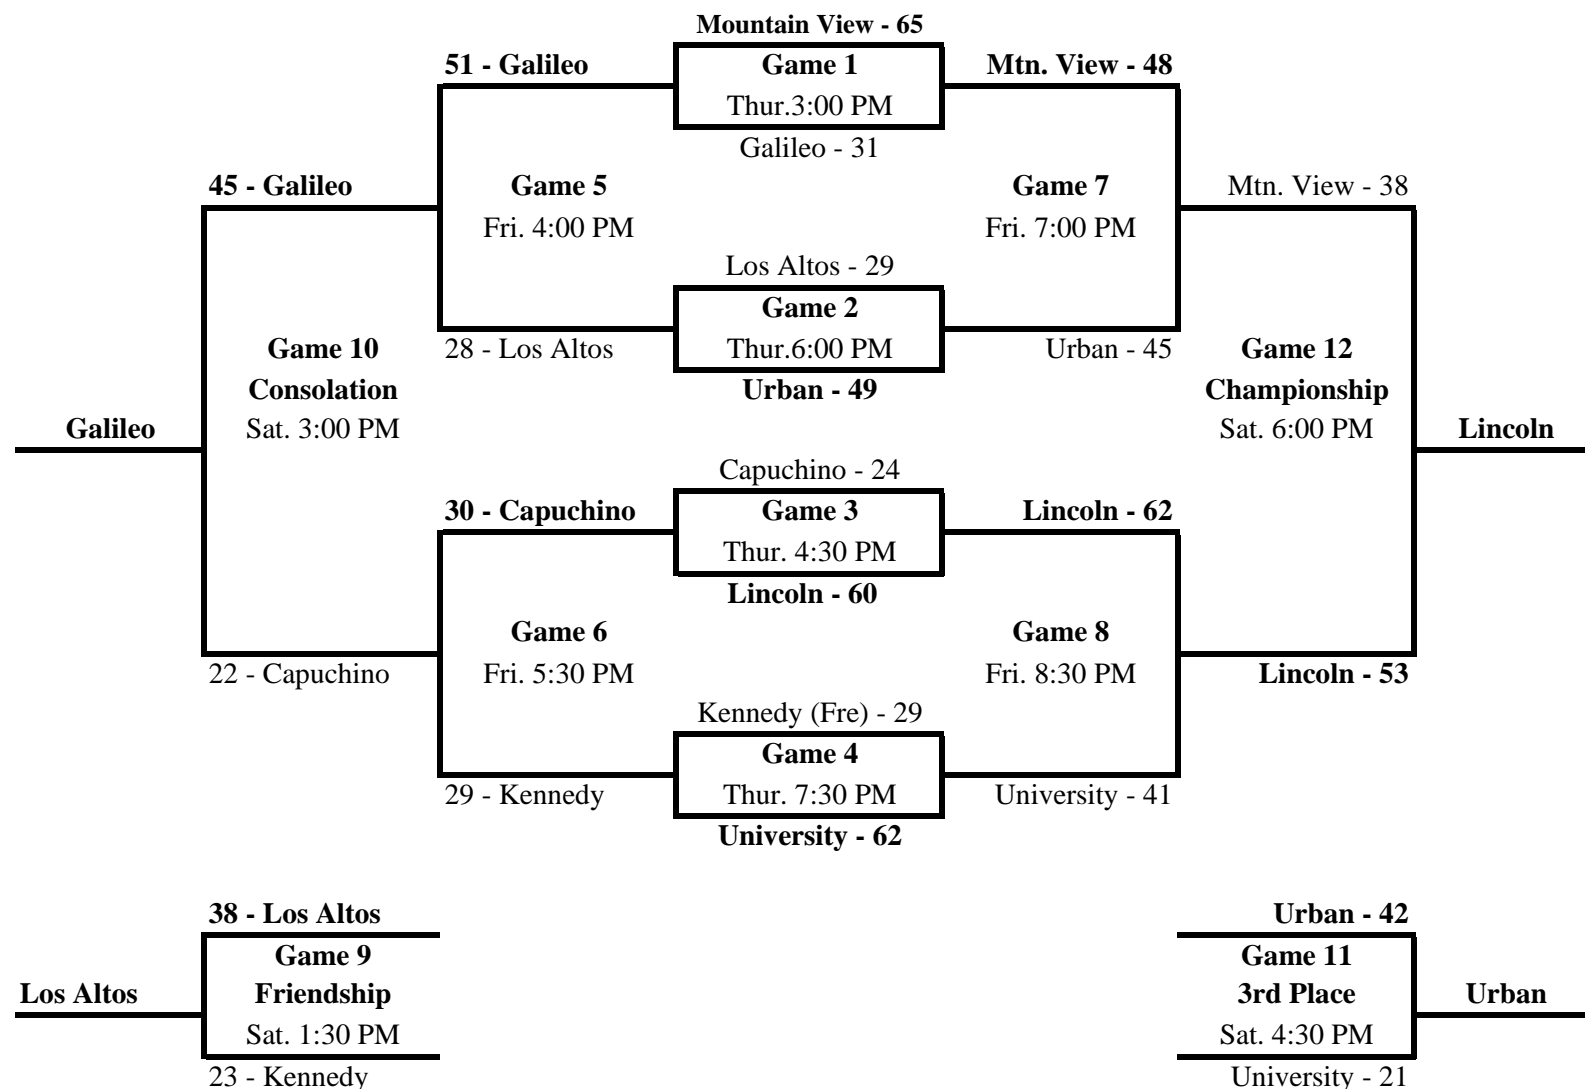 Mountain View - 65
51 - Galileo
Game 1
Mtn. View - 48
Thur.3:00 PM
Galileo - 31
45 - Galileo
Game 5
Game 7
Mtn. View - 38
Fri. 4:00 PM
Fri. 7:00 PM
Los Altos - 29
Game 2
Game 10
28 - Los Altos
Thur.6:00 PM
Urban - 45
Game 12
Consolation
Urban - 49
Championship
Galileo
Sat. 3:00 PM
Sat. 6:00 PM
Lincoln
Capuchino - 24
30 - Capuchino
Game 3
Lincoln - 62
Thur. 4:30 PM
Lincoln - 60
Game 6
Game 8
22 - Capuchino
Fri. 5:30 PM
Fri. 8:30 PM
Lincoln - 53
Kennedy (Fre) - 29
Game 4
29 - Kennedy
Thur. 7:30 PM
University - 41
University - 62
38 - Los Altos
Urban - 42
Game 9
Game 11
Los Altos
Friendship
3rd Place
Urban
Sat. 1:30 PM
Sat. 4:30 PM
23 - Kennedy
University - 21